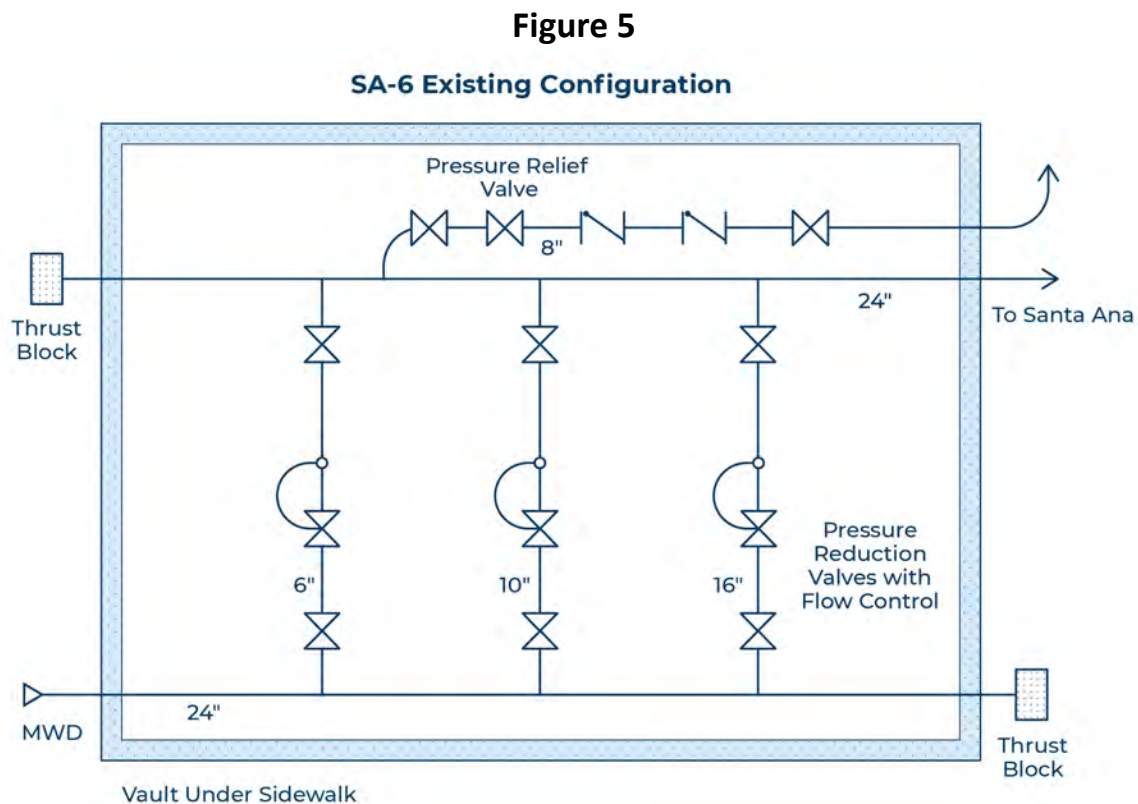 Figure 5
SA-6 Existing Configuration
Pressure Relief
Valve
8"
24"
To Santa Ana
Thrust
Block
6"
10"
16"
Pressure
Reduction
Valves with
Flow Control
24"
MWD
Thrust
Block
Vault Under Sidewalk